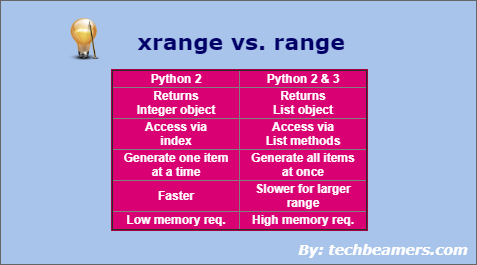 xrange vs. range
Python 2
Python 2 & 3
Returns
Integer object
Returns
List object
Access via
index
Access via
List methods
Generate one item
at a time
Generate all items
at once
Faster
Slower for larger
range
Low memory req.
High memory req.
By: techbeamers.com